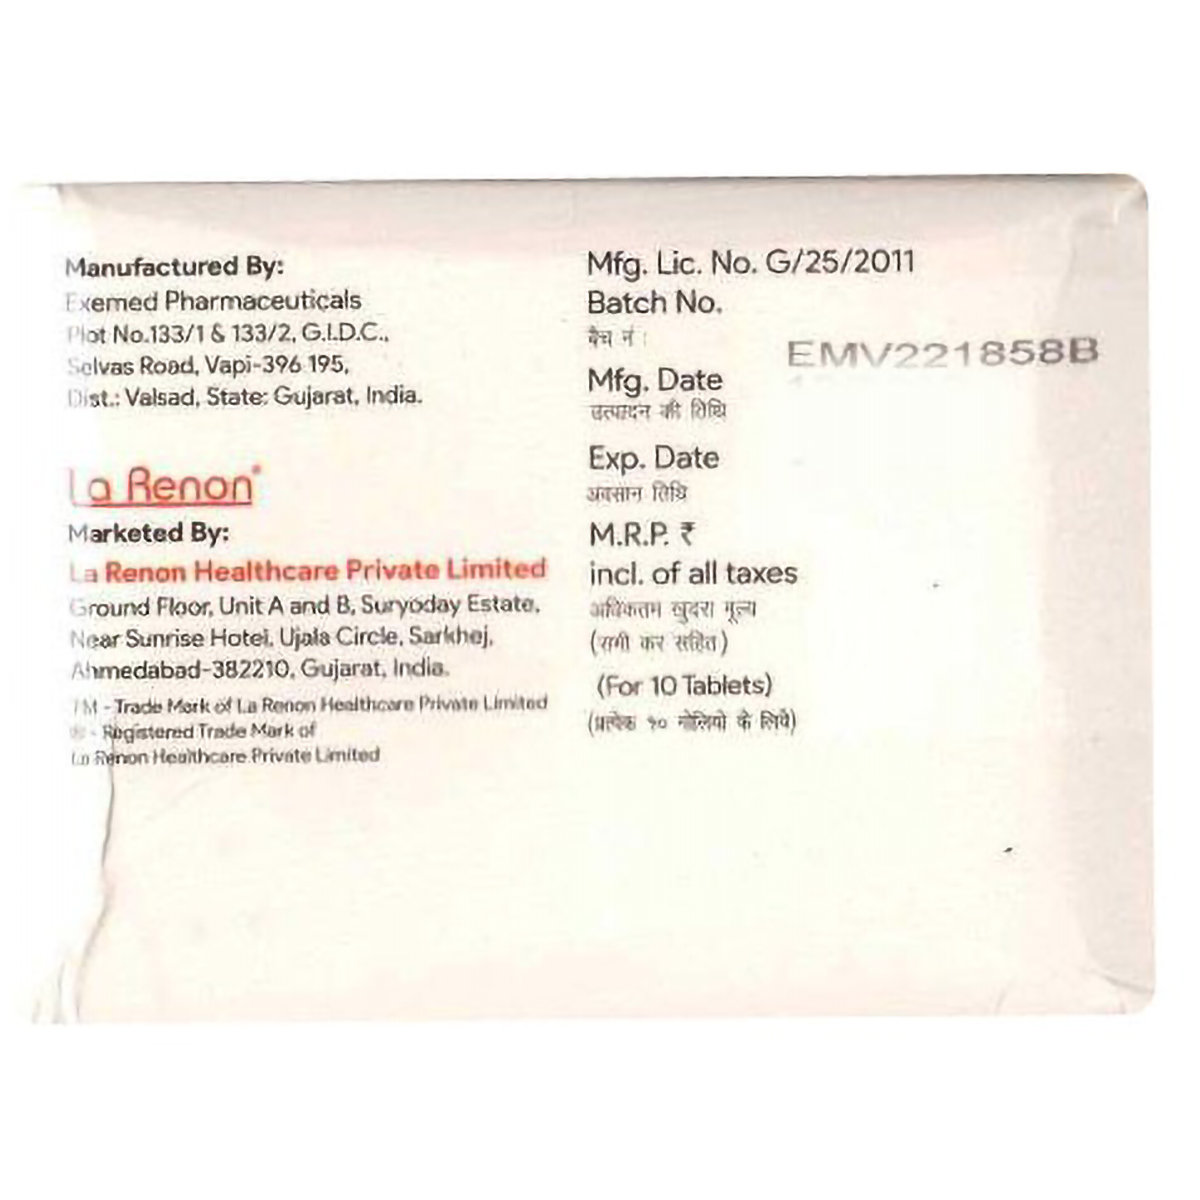 Manufactured By:
Exemed Pharmaceuticals
Plot No.133/1 & 133/2, G.I.D.C.,
Selvas Road, Vapi-396 195,
Dist.: Valsad, State: Gujarat, India.
La Renon®
Marketed By:
La Renon Healthcare Private Limited
Ground Floor, Unit A and B, Suryoday Estate,
Near Sunrise Hotel, Ujala Circle, Sarkhej,
Ahmedabad-382210, Gujarat, India.
TM - Trade Mark of La Renon Healthcare Private Limited
® - Registered Trade Mark of
La Renon Healthcare Private Limited
Mfg. Lic. No. G/25/2011
Batch No.
बैच नं :
EMV221858B
Mfg. Date
उत्पादन की तिथि
Exp. Date
अवसान तिथि
M.R.P. ₹
incl. of all taxes
अधिकतम खुदरा मूल्य
(सभी कर सहित)
(For 10 Tablets)
(प्रत्येक १० गोलियो के लिये)